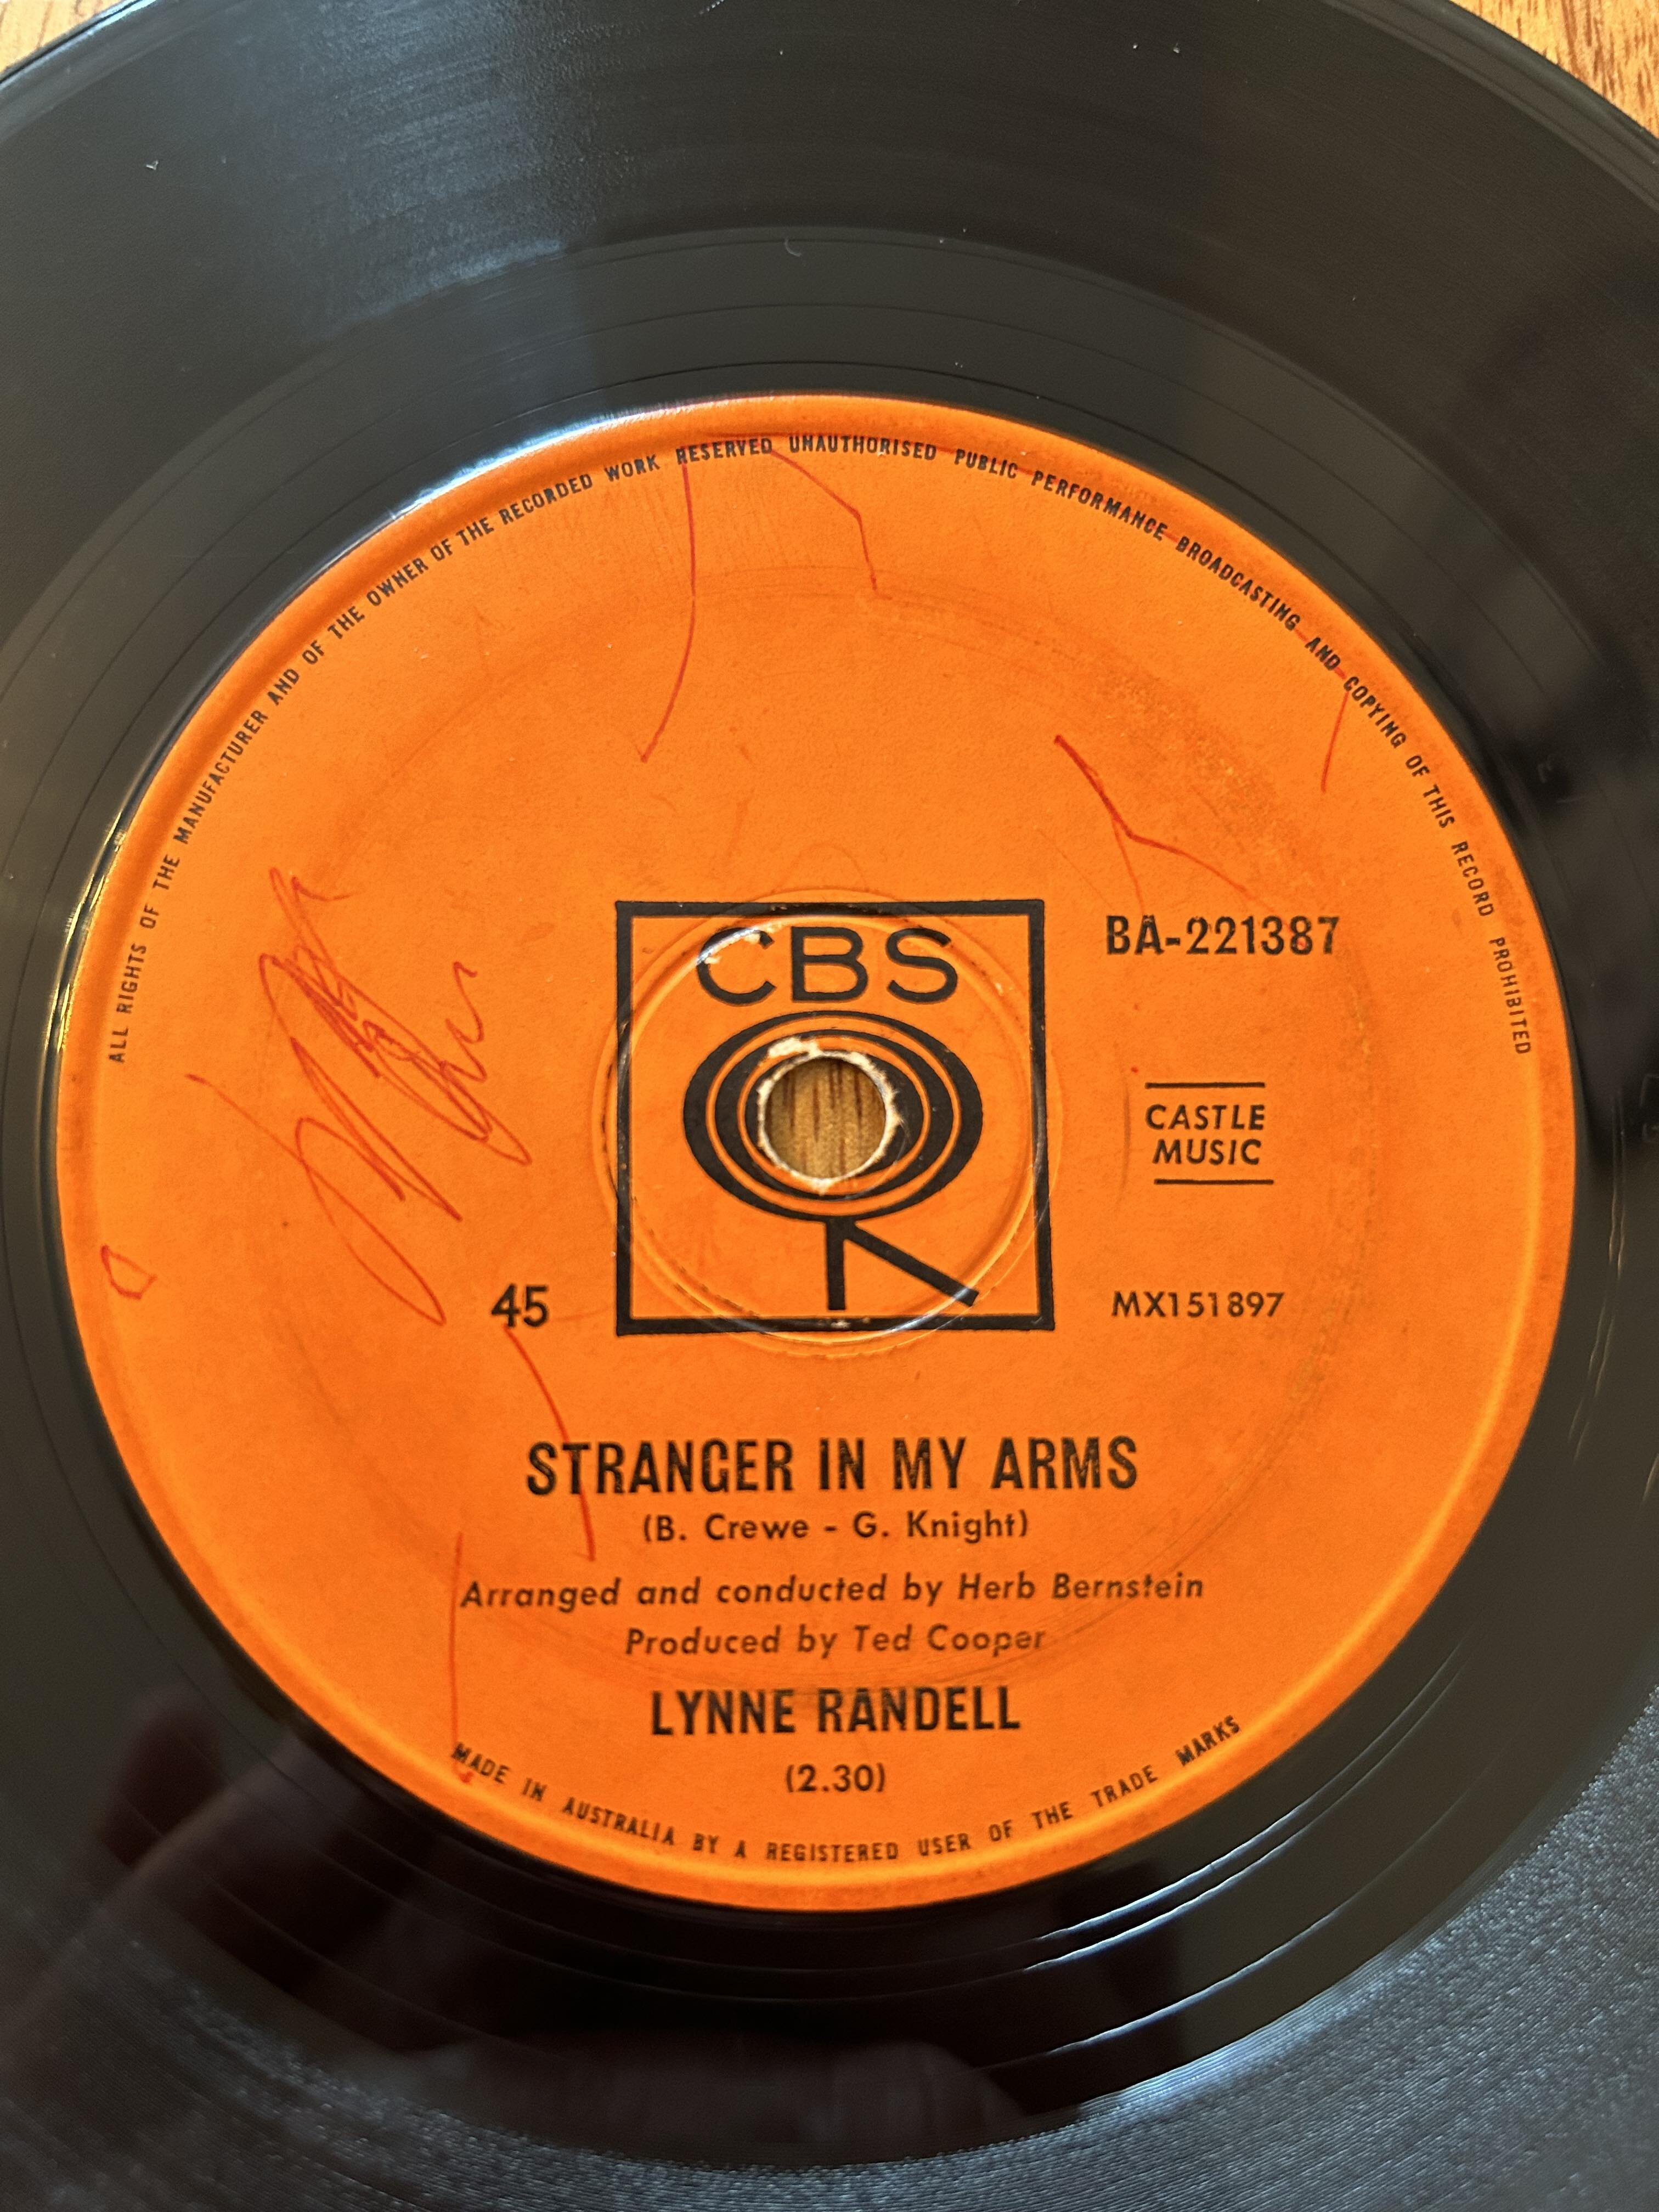 ALL RIGHTS OF THE MANUFACTURER AND OF THE OWNER OF THE RECORDED WORK RESERVED UNAUTHORISED PUBLIC PERFORMANCE BROADCASTING AND COPYING OF THIS RECORD PROHIBITED
CBS
BA-221387
CASTLE
MUSIC
45
MX151897
STRANGER IN MY ARMS
(B. Crewe - G. Knight)
Arranged and conducted by Herb Bernstein
Produced by Ted Cooper
LYNNE RANDELL
(2.30)
MADE IN AUSTRALIA BY A REGISTERED USER OF THE TRADE MARKS